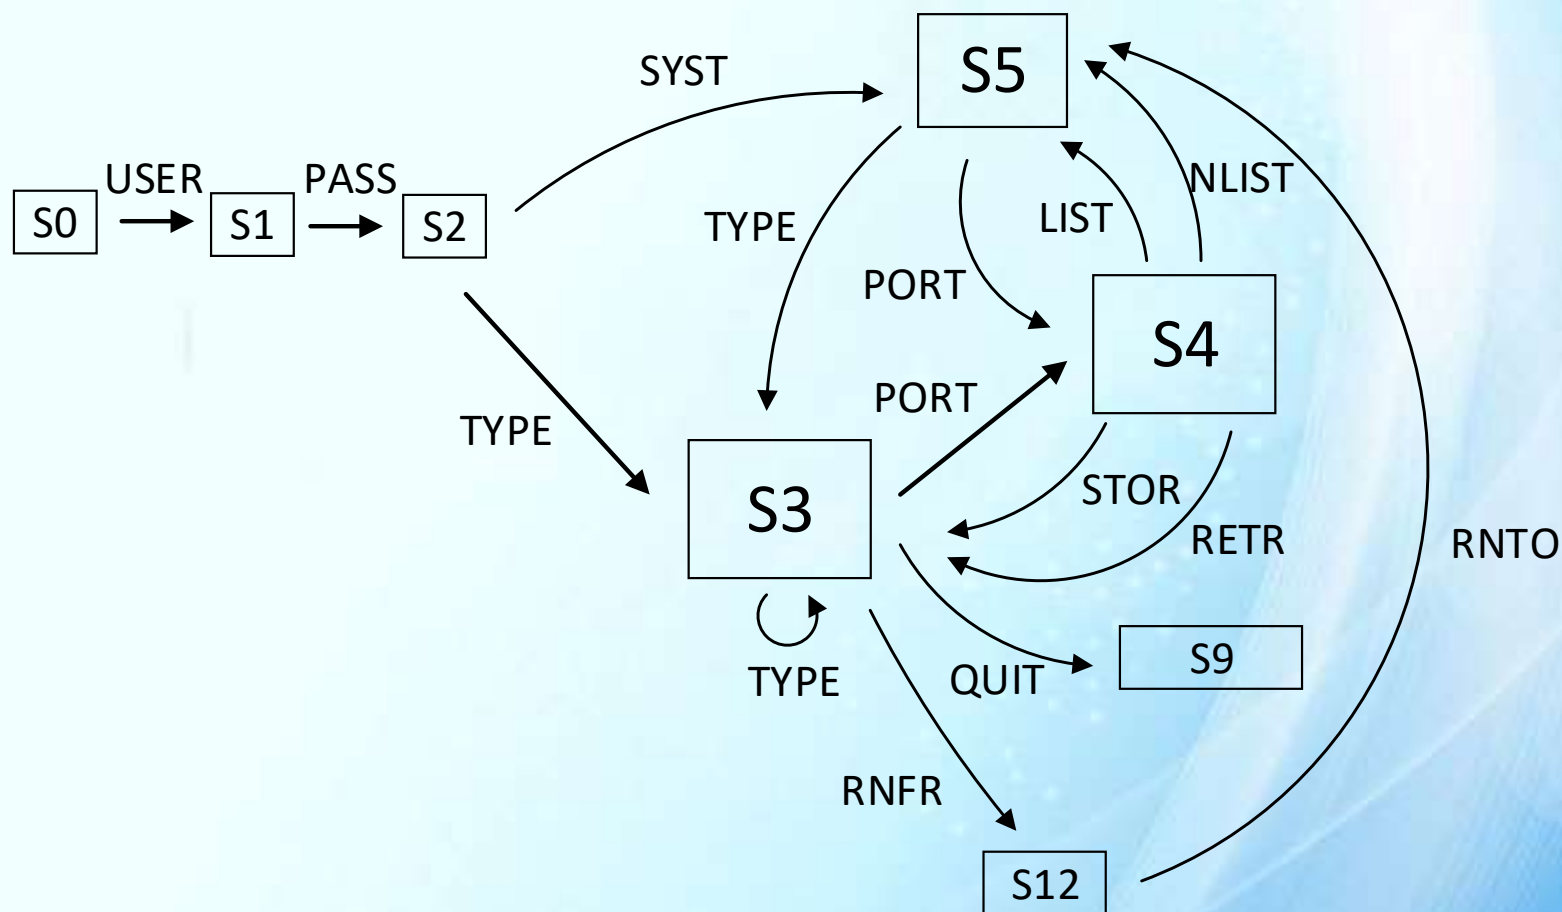 S5
SYST
USER
PASS
NLIST
S0
S1
S2
TYPE
LIST
PORT
S4
PORT
TYPE
S3
STOR
RETR
RNTO
S9
TYPE
QUIT
RNFR
S12